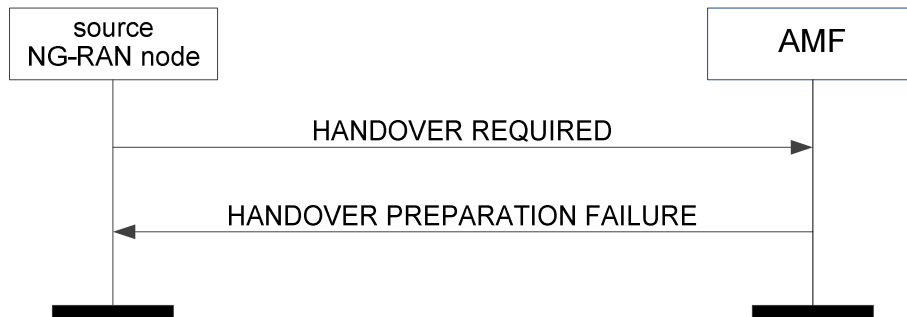 source
NG-RAN node
AMF
HANDOVER REQUIRED
HANDOVER PREPARATION FAILURE